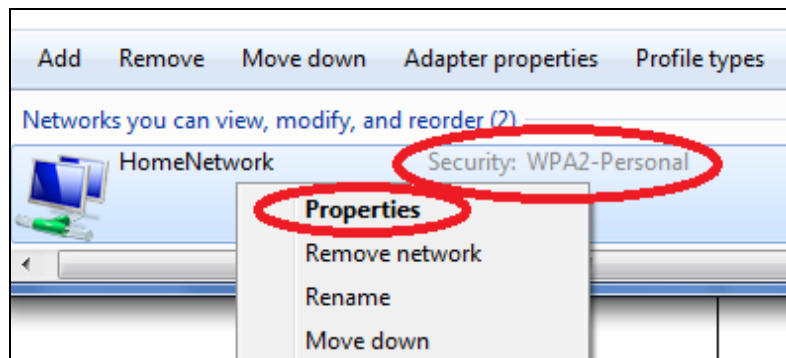 Add Remove Move down Adapter properties Profile types
Networks you can view, modify, and reorder (2)
HomeNetwork Security: WPA2-Personal
Properties
Remove network
Rename
Move down